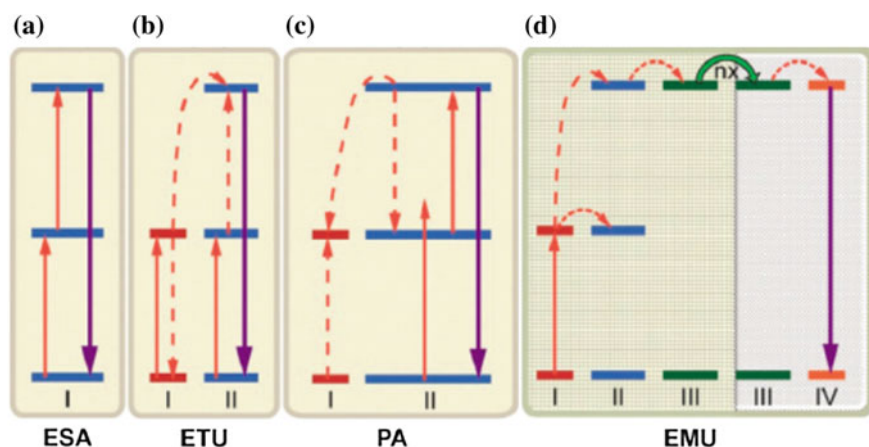 (a) (b) (c) (d)
nx
I I II I II I II III III IV
ESA ETU PA EMU